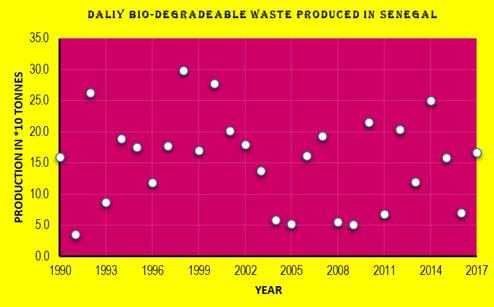 DALIY BIO-DEGRADEABLE WASTE PRODUCED IN SENEGAL
PRODUCTION IN *10 TONNES
35.0
30.0
25.0
20.0
15.0
10.0
5.0
0.0
1990 1993 1996 1999 2002 2005 2008 2011 2014 2017
YEAR